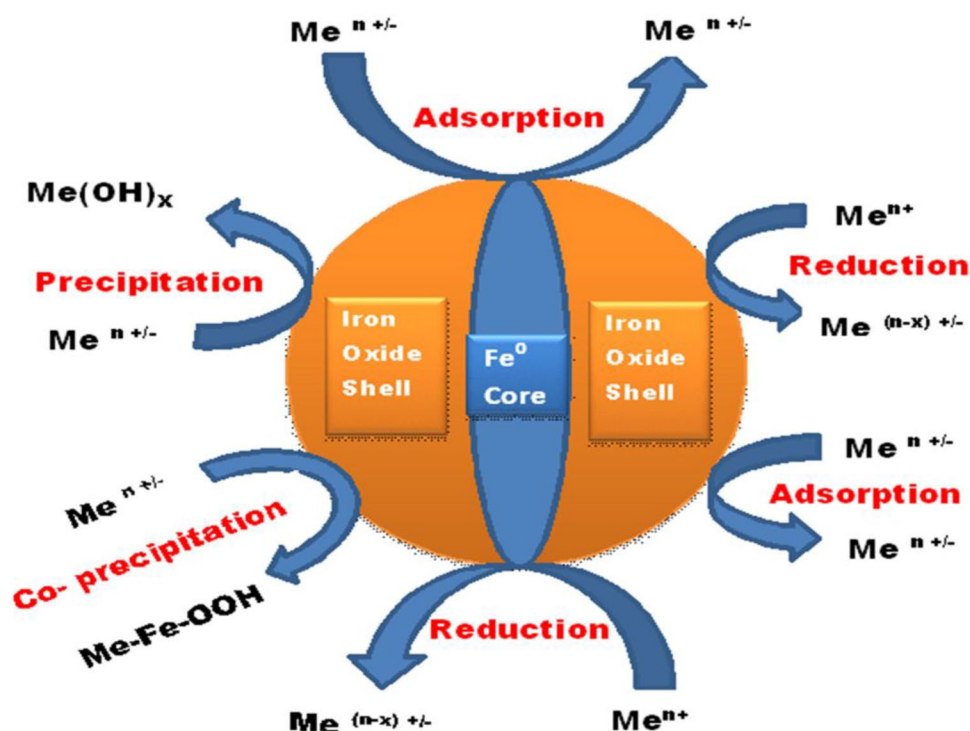 Me n +/-
Me n +/-
Adsorption
Me(OH)x
Precipitation
Me n +/-
Men+
Reduction
Me (n-x) +/-
Iron
Oxide
Shell
Fe0
Core
Iron
Oxide
Shell
Me n +/-
Co- precipitation
Me-Fe-OOH
Me n +/-
Adsorption
Me n +/-
Reduction
Me (n-x) +/-
Men+